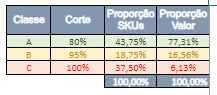 Classe Corte Proporção SKUs Proporção Valor
A 80% 43,75% 77,31%
B 95% 18,75% 16,56%
C 100% 37,50% 6,13%
100,00% 100,00%